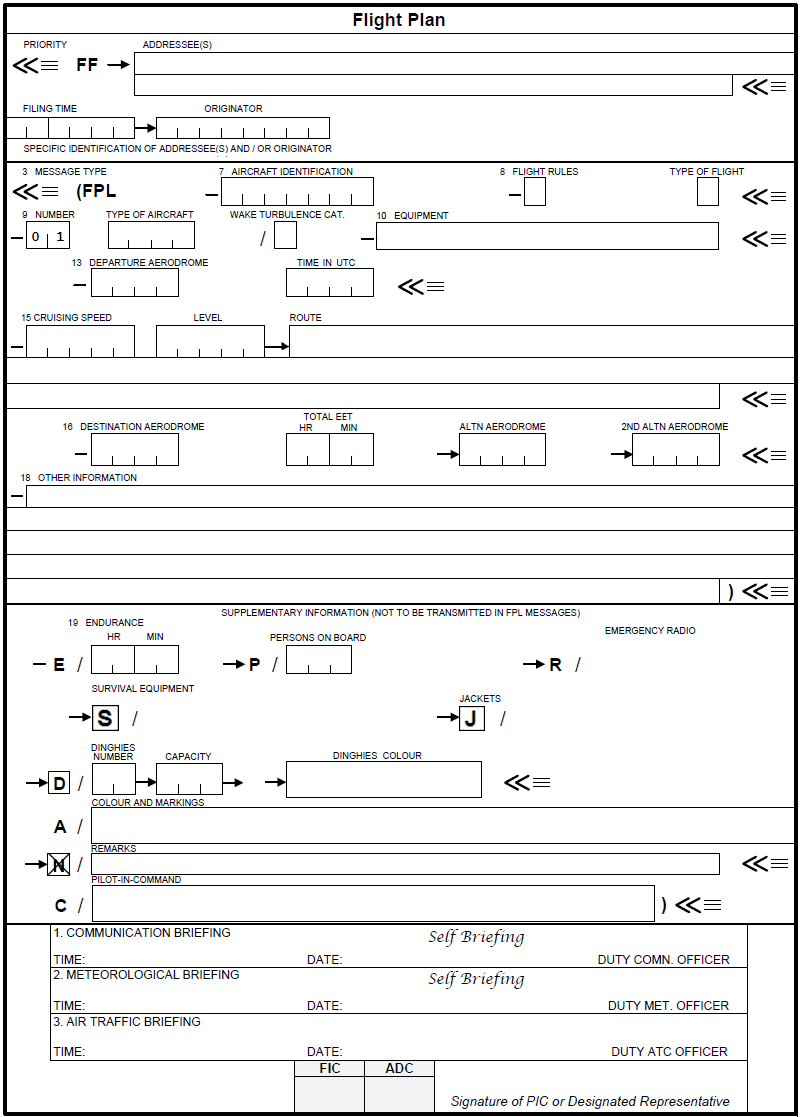 Flight Plan
PRIORITY ADDRESSEE(S)
FF
FILING TIME ORIGINATOR
SPECIFIC IDENTIFICATION OF ADDRESSEE(S) AND / OR ORIGINATOR
3 MESSAGE TYPE 7 AIRCRAFT IDENTIFICATION 8 FLIGHT RULES TYPE OF FLIGHT
(FPL –
9 NUMBER TYPE OF AIRCRAFT WAKE TURBULENCE CAT. 10 EQUIPMENT
– 0 1 / –
13 DEPARTURE AERODROME TIME IN UTC
15 CRUISING SPEED LEVEL ROUTE
16 DESTINATION AERODROME TOTAL EET HR MIN ALTN AERODROME 2ND ALTN AERODROME
18 OTHER INFORMATION
)
SUPPLEMENTARY INFORMATION (NOT TO BE TRANSMITTED IN FPL MESSAGES)
19 ENDURANCE EMERGENCY RADIO
HR MIN PERSONS ON BOARD
– E / P / R /
SURVIVAL EQUIPMENT JACKETS
S / J /
DINGHIES
NUMBER CAPACITY DINGHIES COLOUR
D /
COLOUR AND MARKINGS
A /
REMARKS
N /
PILOT-IN-COMMAND
C / )
1. COMMUNICATION BRIEFING Self Briefing
TIME: DATE: DUTY COMN. OFFICER
2. METEOROLOGICAL BRIEFING Self Briefing
TIME: DATE: DUTY MET. OFFICER
3. AIR TRAFFIC BRIEFING
TIME: DATE: DUTY ATC OFFICER
FIC ADC
Signature of PIC or Designated Representative